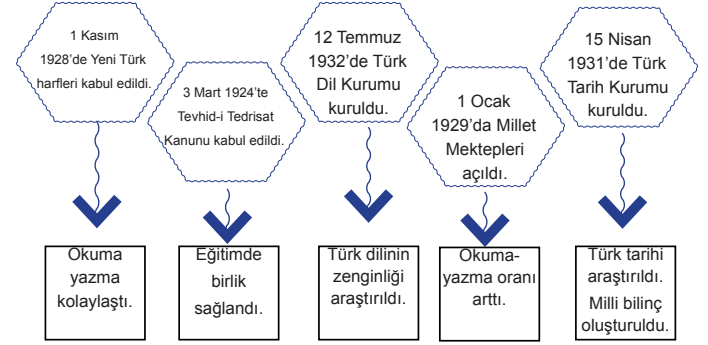 1 Kasım
1928’de Yeni Türk
harfleri kabul edildi.
3 Mart 1924’te
Tevhid-i Tedrisat
Kanunu kabul edildi.
12 Temmuz
1932’de Türk
Dil Kurumu
kuruldu.
1 Ocak
1929’da Millet
Mektepleri
açıldı.
15 Nisan
1931’de Türk
Tarih Kurumu
kuruldu.
Okuma
yazma
kolaylaştı.
Eğitimde
birlik
sağlandı.
Türk dilinin
zenginliği
araştırıldı.
Okuma-
yazma oranı
arttı.
Türk tarihi
araştırıldı.
Milli bilinç
oluşturuldu.